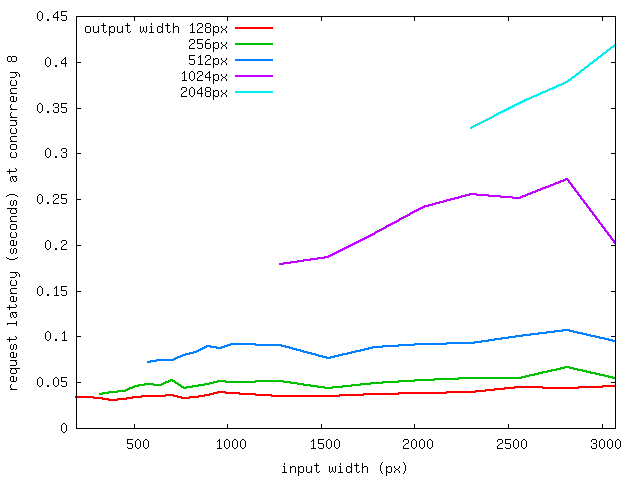 0.45
0.4
0.35
0.3
0.25
0.2
0.15
0.1
0.05
0
request latency (seconds) at concurrency 8
output width 128px
256px
512px
1024px
2048px
500 1000 1500 2000 2500 3000
input width (px)